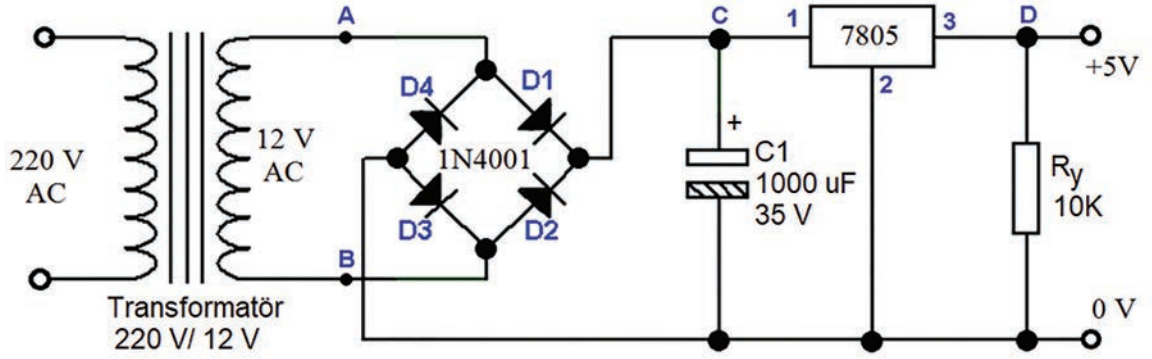 A
C
1
7805
3
D
+5V
2
D4
D1
220 V
AC
12 V
AC
1N4001
+
C1
1000 uF
35 V
Ry
10K
D3
D2
B
0 V
Transformatör
220 V/ 12 V